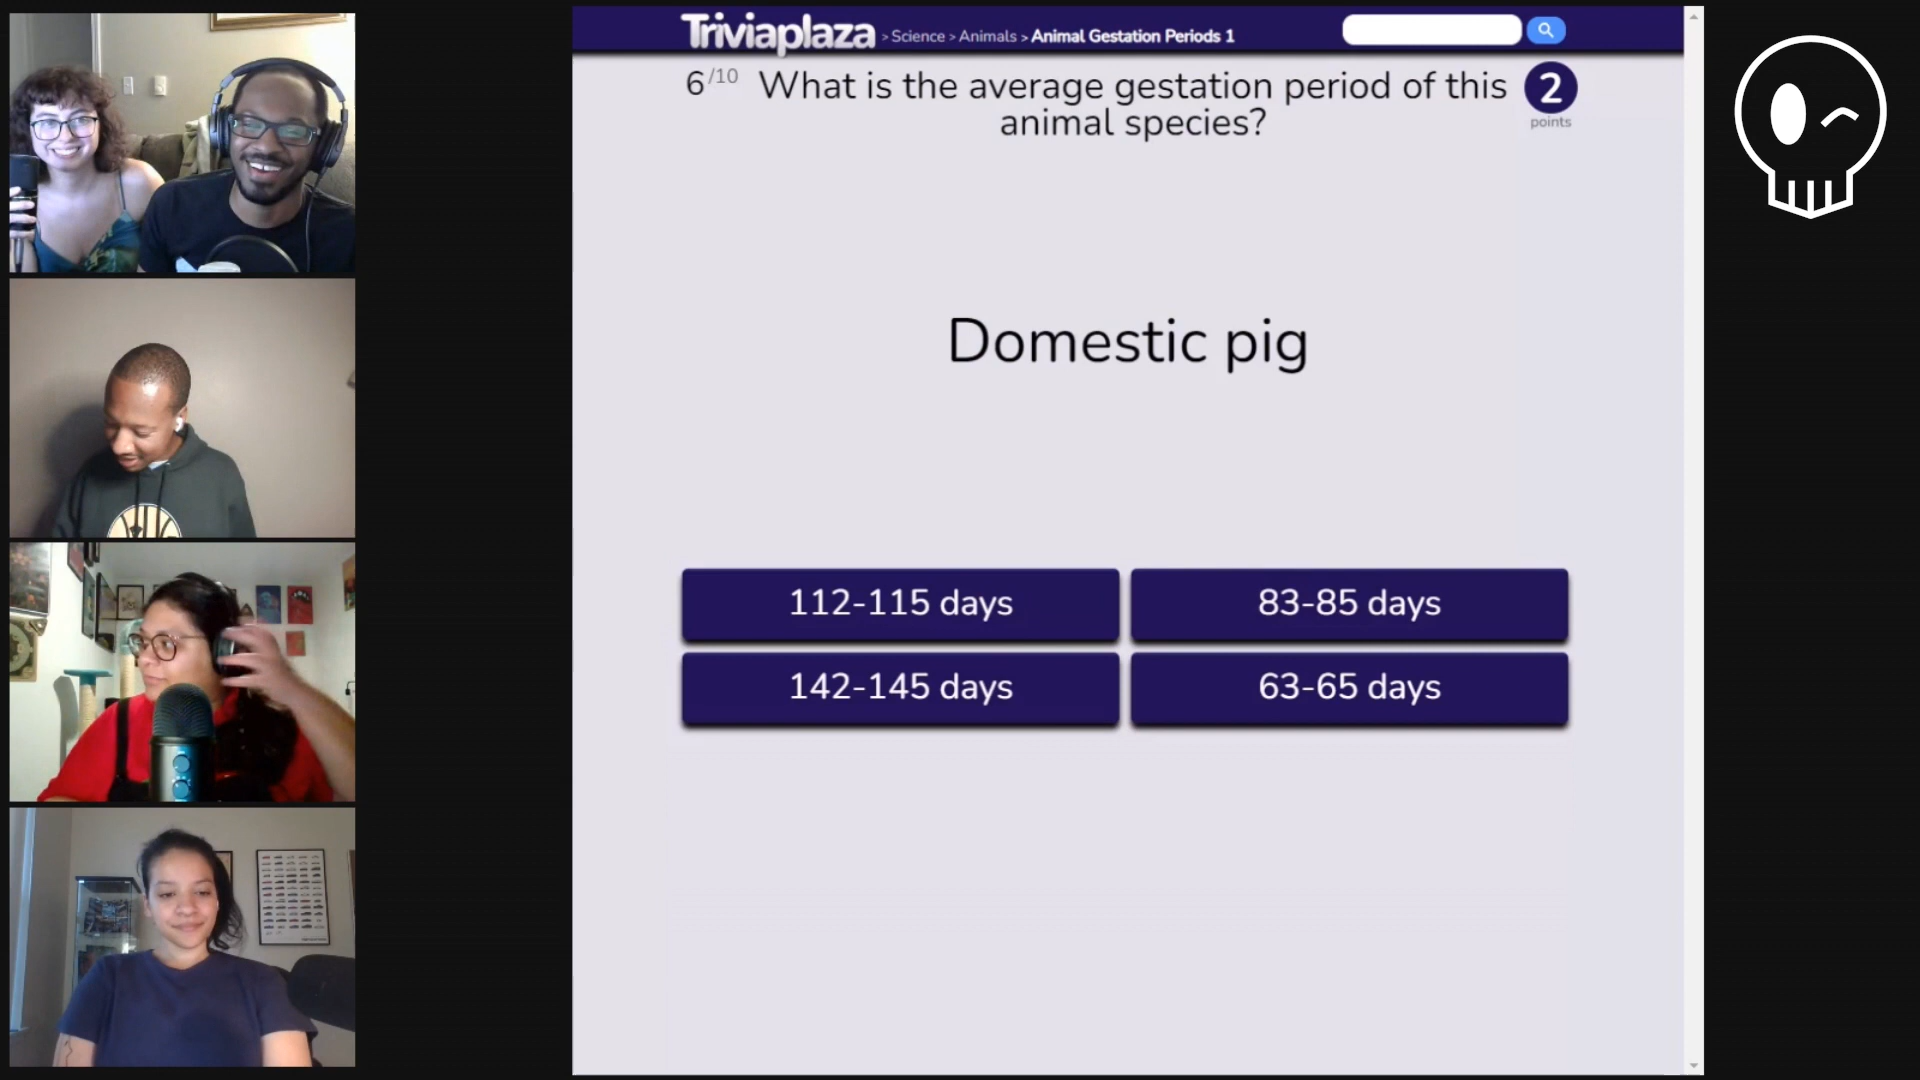 Triviaplaza > Science > Animals > Animal Gestation Periods 1
6/10 What is the average gestation period of this
animal species?
2
points
Domestic pig
112-115 days
83-85 days
142-145 days
63-65 days